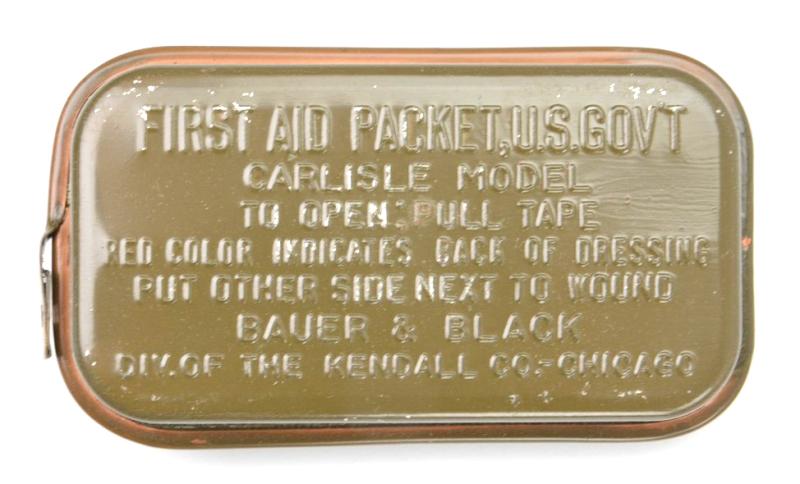 FIRST AID PACKET, U.S. GOV'T
CARLISLE MODEL
TO OPEN: PULL TAPE
RED COLOR INDICATES BACK OF DRESSING
PUT OTHER SIDE NEXT TO WOUND
BAUER & BLACK
DIV. OF THE KENDALL CO.-CHICAGO